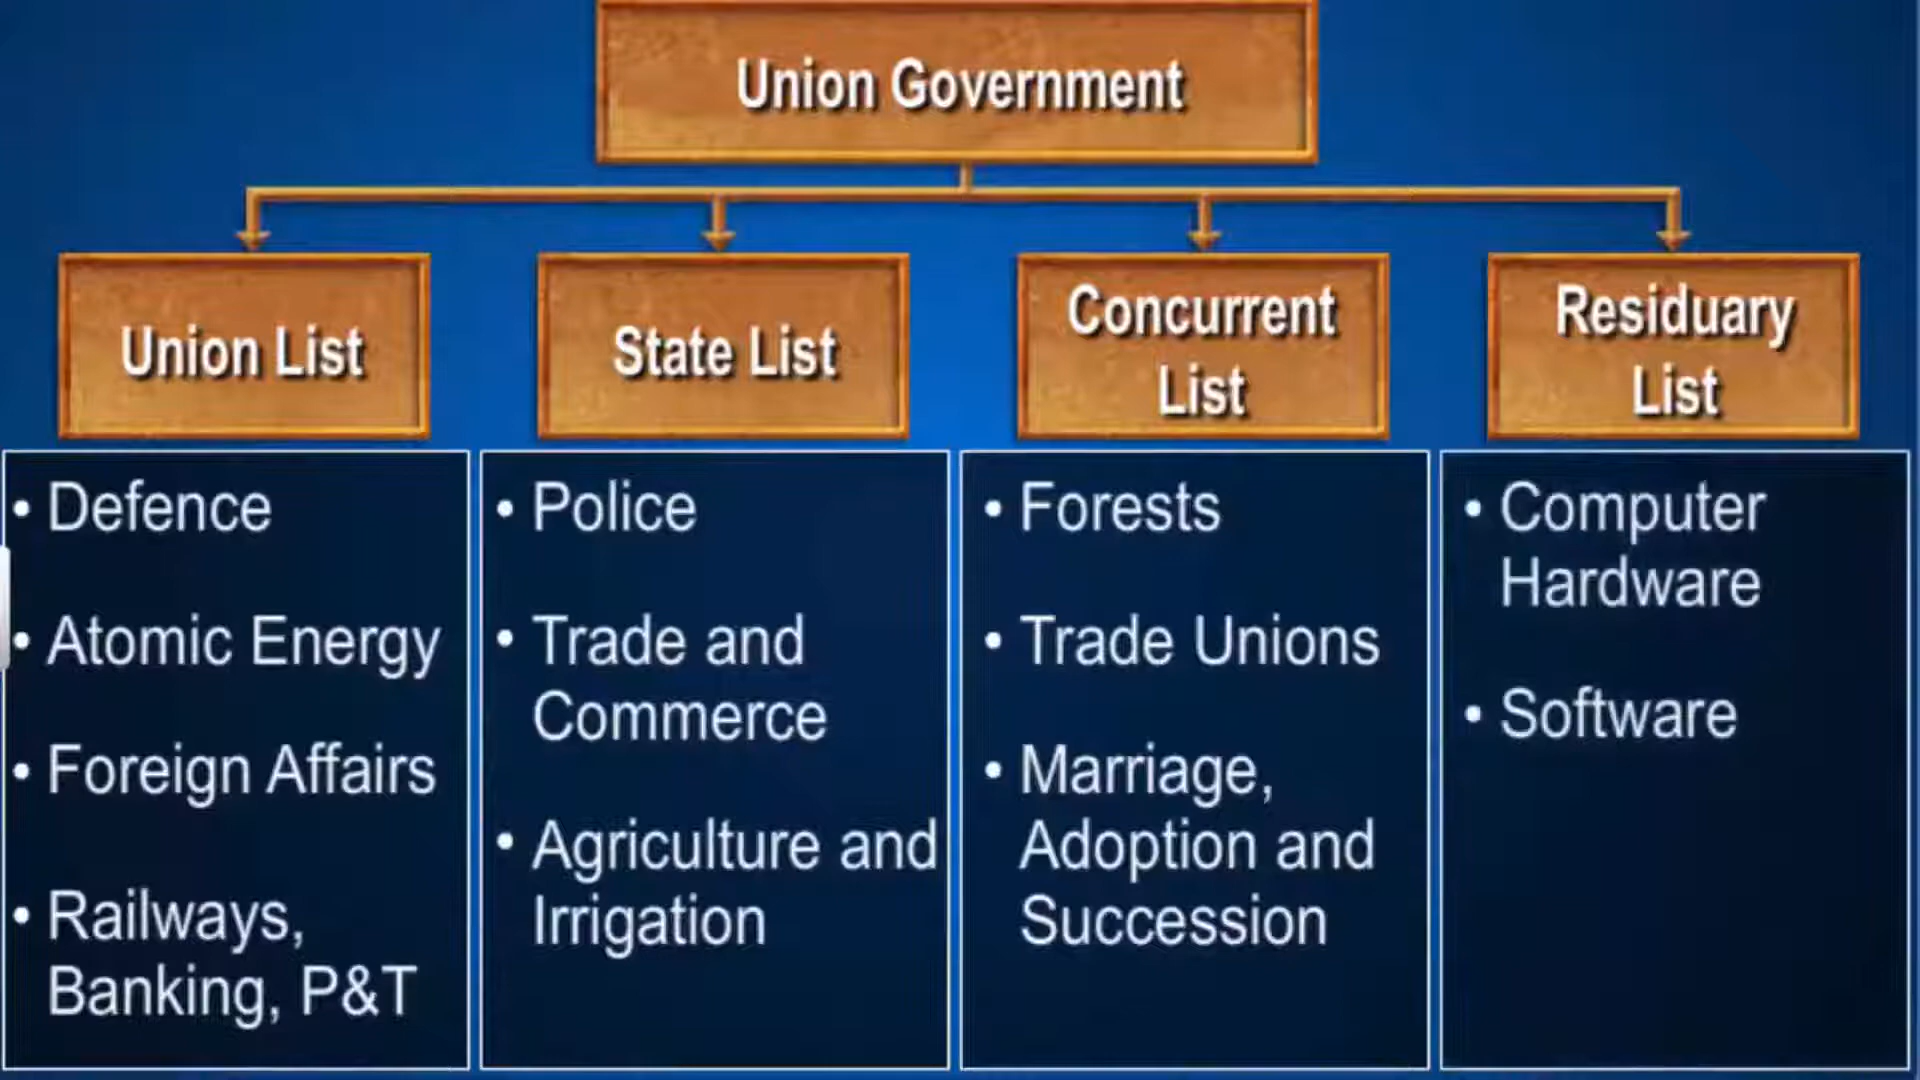 Union Government
Union List
State List
Concurrent
List
Residuary
List
• Defence
• Atomic Energy
• Foreign Affairs
• Railways,
Banking, P&T
• Police
• Trade and
Commerce
• Agriculture and
Irrigation
• Forests
• Trade Unions
• Marriage,
Adoption and
Succession
• Computer
Hardware
• Software